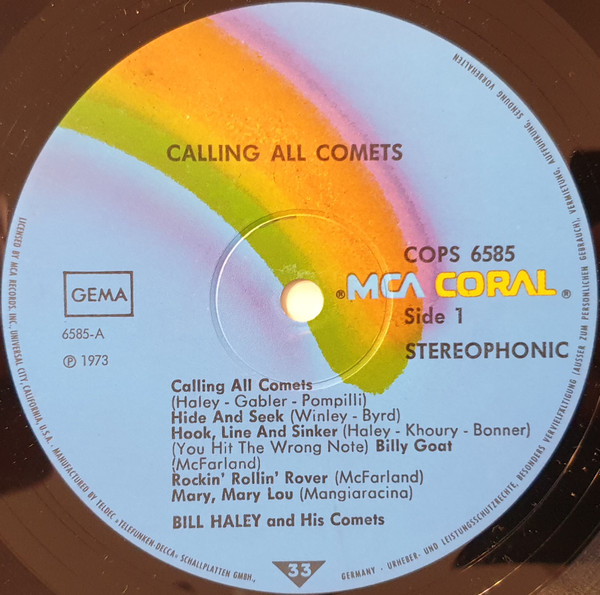 CALLING ALL COMETS
COPS 6585
® MCA CORAL ®
Side 1
STEREOPHONIC
GEMA
6585-A
Ⓟ 1973
Calling All Comets
(Haley - Gabler - Pompilli)
Hide And Seek (Winley - Byrd)
Hook, Line And Sinker (Haley - Khoury - Bonner)
(You Hit The Wrong Note) Billy Goat
(McFarland)
Rockin' Rollin' Rover (McFarland)
Mary, Mary Lou (Mangiaracina)
BILL HALEY and His Comets
33
LICENSED BY MCA RECORDS, INC., UNIVERSAL CITY, CALIFORNIA, U.S.A. · MANUFACTURED BY TELDEC »TELEFUNKEN-DECCA« SCHALLPLATTEN GMBH.,
GERMANY · URHEBER- UND LEISTUNGSSCHUTZRECHTE, BESONDERS VERVIELFÄLTIGUNG (AUSSER ZUM PERSÖNLICHEN GEBRAUCH), VERMIETUNG, AUFFÜHRUNG, SENDUNG VORBEHALTEN